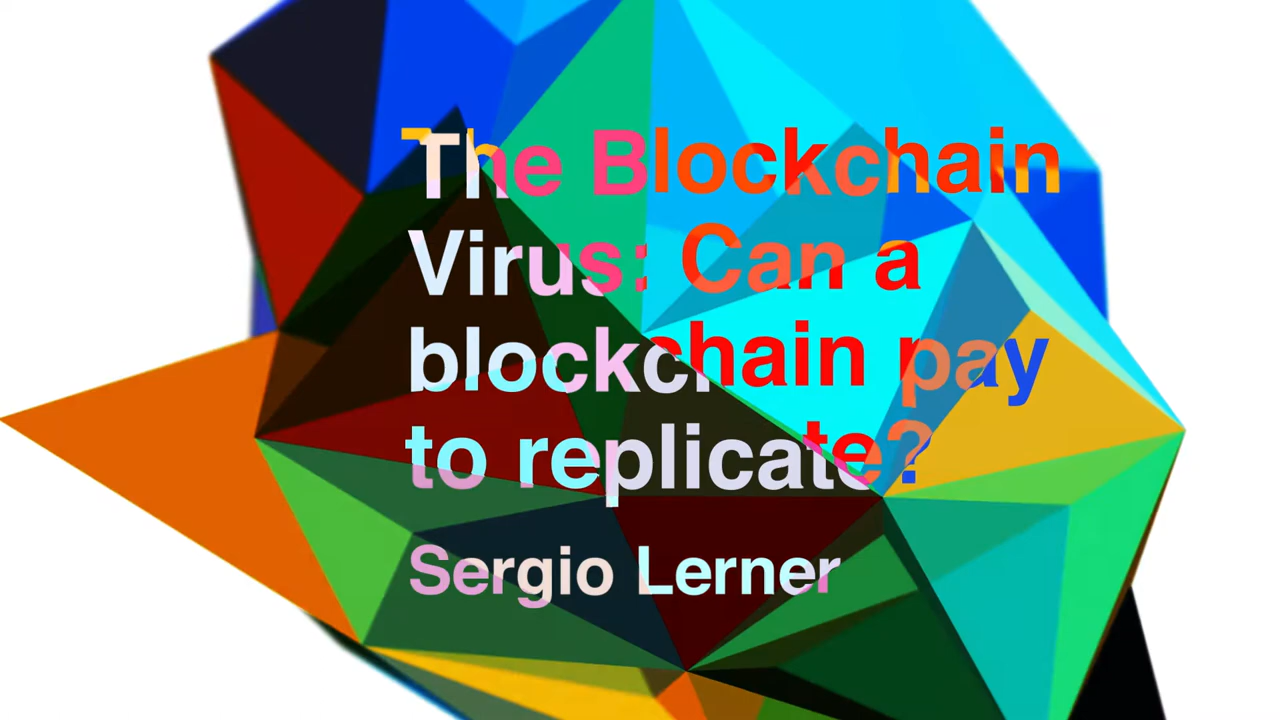 The Blockchain
Virus: Can a
blockchain pay
to replicate?
Sergio Lerner